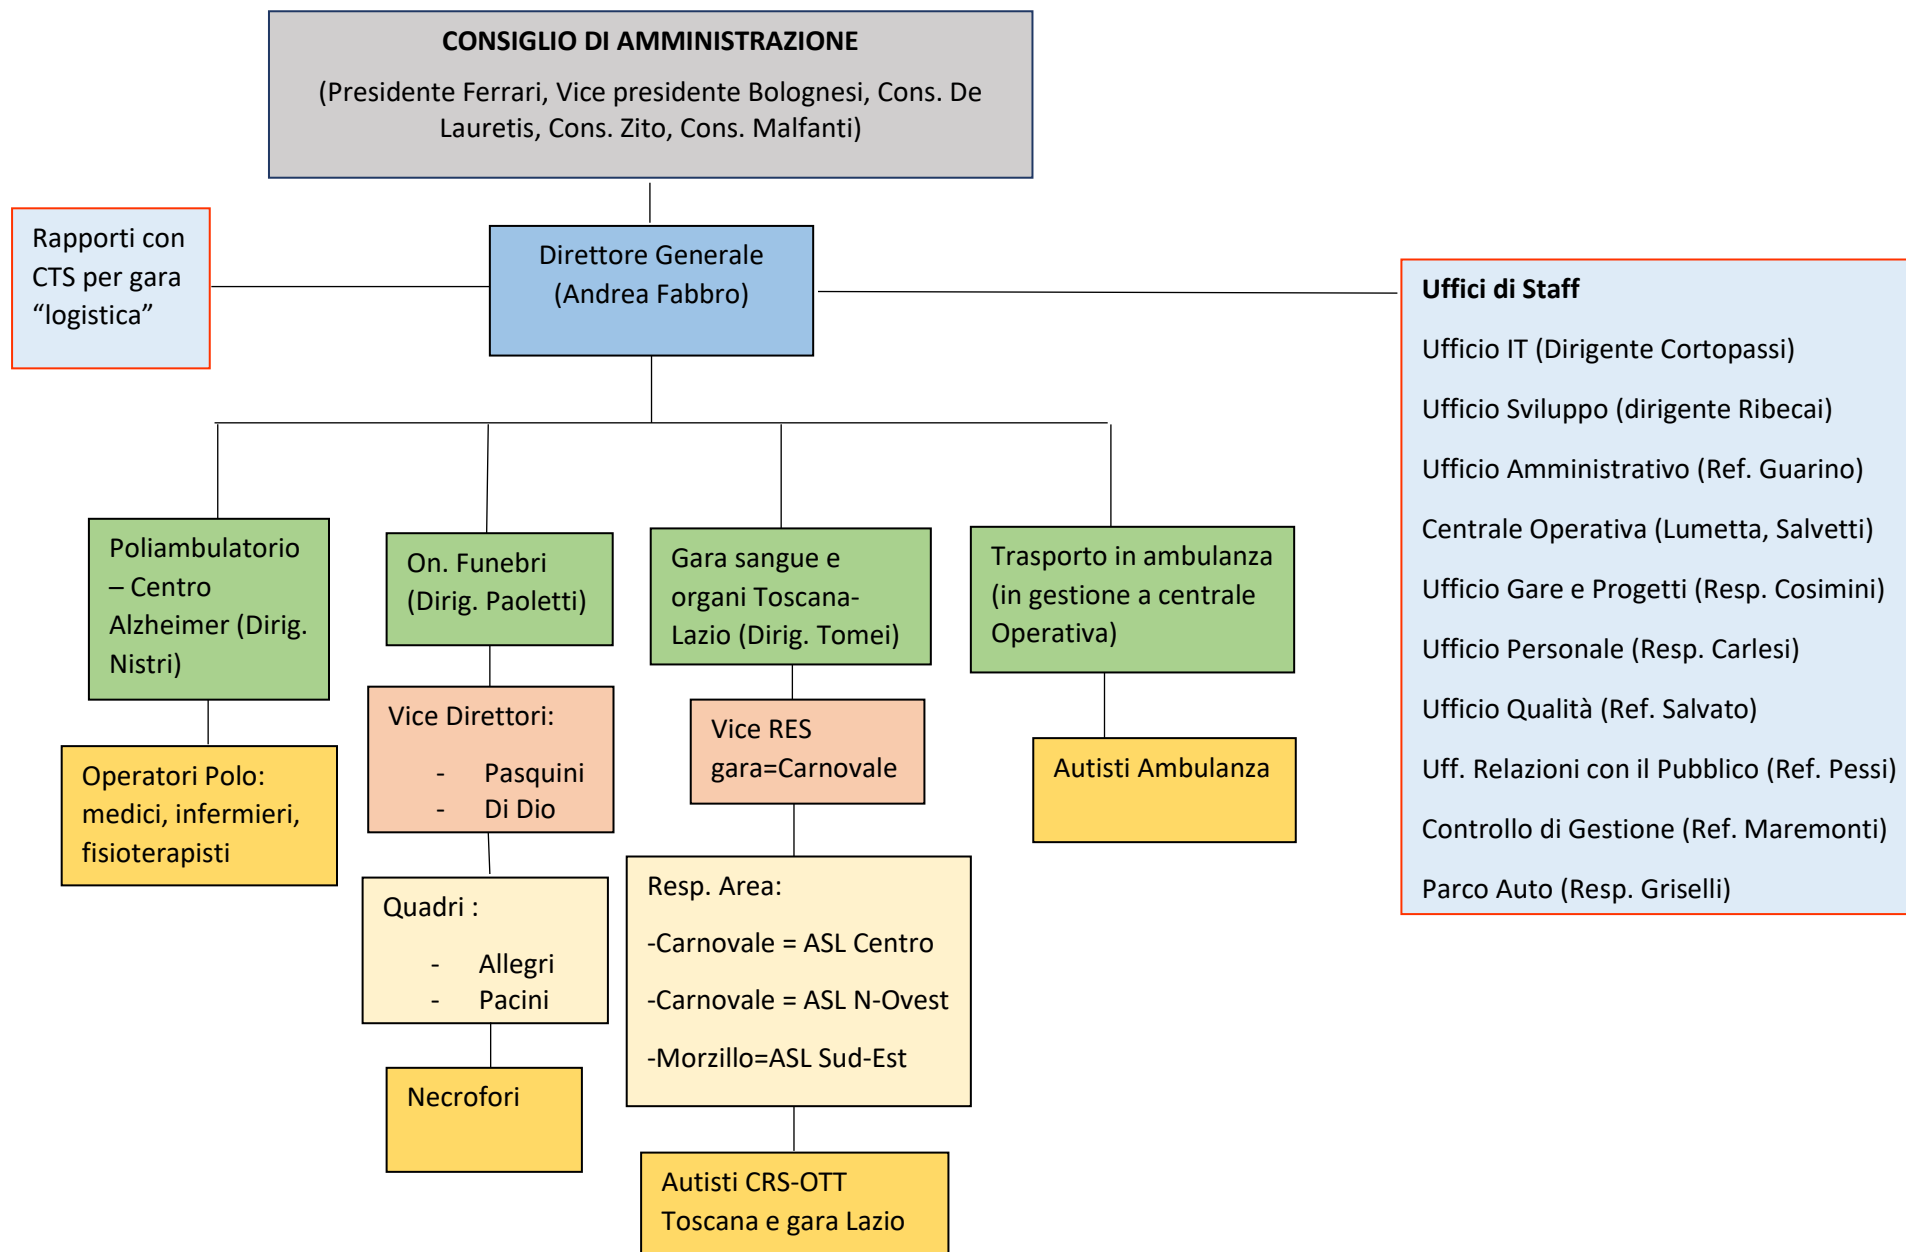 CONSIGLIO DI AMMINISTRAZIONE
(Presidente Ferrari, Vice presidente Bolognesi, Cons. De
Lauretis, Cons. Zito, Cons. Malfanti)
Rapporti con
CTS per gara
“logistica”
Direttore Generale
(Andrea Fabbro)
Uffici di Staff
Ufficio IT (Dirigente Cortopassi)
Ufficio Sviluppo (dirigente Ribecai)
Ufficio Amministrativo (Ref. Guarino)
Centrale Operativa (Lumetta, Salvetti)
Ufficio Gare e Progetti (Resp. Cosimini)
Ufficio Personale (Resp. Carlesi)
Ufficio Qualità (Ref. Salvato)
Uff. Relazioni con il Pubblico (Ref. Pessi)
Controllo di Gestione (Ref. Maremonti)
Parco Auto (Resp. Griselli)
Poliambulatorio
– Centro
Alzheimer (Dirig.
Nistri)
On. Funebri
(Dirig. Paoletti)
Gara sangue e
organi Toscana-
Lazio (Dirig. Tomei)
Trasporto in ambulanza
(in gestione a centrale
Operativa)
Operatori Polo:
medici, infermieri,
fisioterapisti
Vice Direttori:
- Pasquini
- Di Dio
Vice RES
gara=Carnovale
Autisti Ambulanza
Quadri :
- Allegri
- Pacini
Resp. Area:
-Carnovale = ASL Centro
-Carnovale = ASL N-Ovest
-Morzillo=ASL Sud-Est
Necrofori
Autisti CRS-OTT
Toscana e gara Lazio